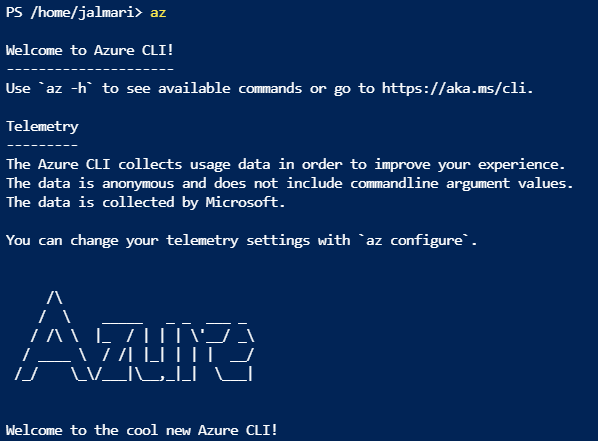 PS /home/jalmari> az
Welcome to Azure CLI!
---------------------
Use `az -h` to see available commands or go to https://aka.ms/cli.
Telemetry
---------
The Azure CLI collects usage data in order to improve your experience.
The data is anonymous and does not include commandline argument values.
The data is collected by Microsoft.
You can change your telemetry settings with `az configure`.
     /\
    /  \    _____   _ _  ___ _
   / /\ \  |_  / | | | \'__/ _\
  / ____ \  / /| |_| | | |  __/
 /_/    \_\/___|\__,_|_|  \___|
Welcome to the cool new Azure CLI!